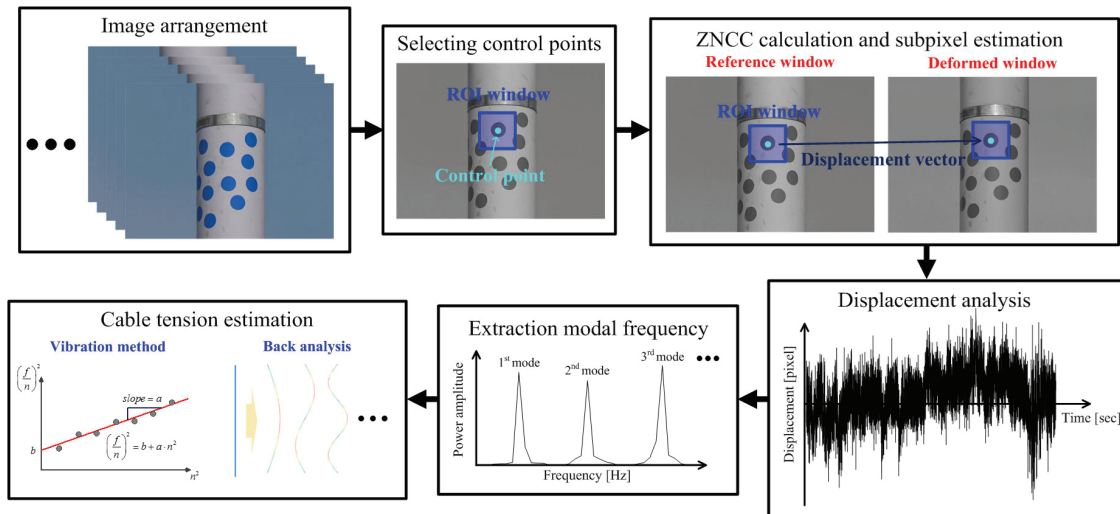 Image arrangement
Selecting control points
ROI window
Control point
ZNCC calculation and subpixel estimation
Reference window
Deformed window
ROI window
Displacement vector
Displacement analysis
Displacement [pixel]
Time [sec]
Extraction modal frequency
Power amplitude
1st mode
2nd mode
3rd mode
Frequency [Hz]
Cable tension estimation
Vibration method
Back analysis
(f/n)²
slope = a
(f/n)² = b + a · n²
b
n²